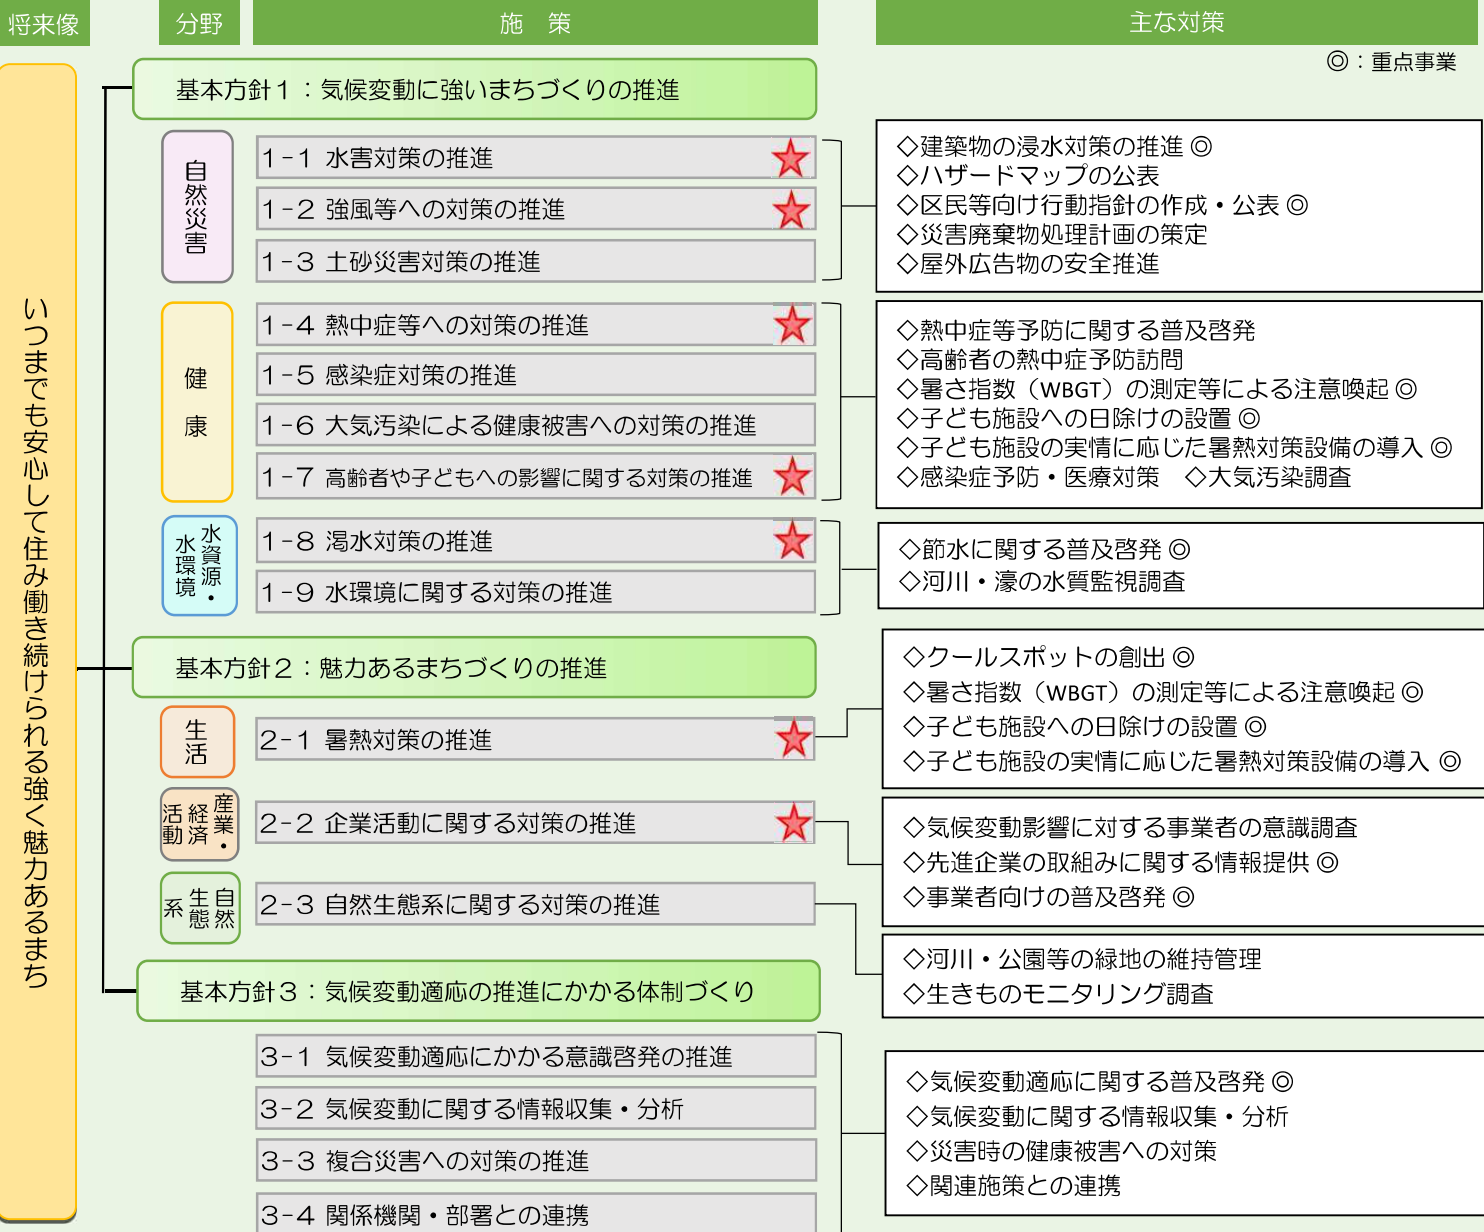 将来像
分野
施　策
主な対策
◎：重点事業
いつまでも安心して住み働き続けられる強く魅力あるまち
基本方針１：気候変動に強いまちづくりの推進
自然災害
１-１ 水害対策の推進
１-２ 強風等への対策の推進
１-３ 土砂災害対策の推進
◇建築物の浸水対策の推進 ◎
◇ハザードマップの公表
◇区民等向け行動指針の作成・公表 ◎
◇災害廃棄物処理計画の策定
◇屋外広告物の安全推進
健康
１-４ 熱中症等への対策の推進
１-５ 感染症対策の推進
１-６ 大気汚染による健康被害への対策の推進
１-７ 高齢者や子どもへの影響に関する対策の推進
◇熱中症等予防に関する普及啓発
◇高齢者の熱中症予防訪問
◇暑さ指数（WBGT）の測定等による注意喚起 ◎
◇子ども施設への日除けの設置 ◎
◇子ども施設の実情に応じた暑熱対策設備の導入 ◎
◇感染症予防・医療対策　◇大気汚染調査
水資源・
水環境
１-８ 渇水対策の推進
１-９ 水環境に関する対策の推進
◇節水に関する普及啓発 ◎
◇河川・濠の水質監視調査
基本方針２：魅力あるまちづくりの推進
生活
２-１ 暑熱対策の推進
◇クールスポットの創出 ◎
◇暑さ指数（WBGT）の測定等による注意喚起 ◎
◇子ども施設への日除けの設置 ◎
◇子ども施設の実情に応じた暑熱対策設備の導入 ◎
産業・
経済
活動
２-２ 企業活動に関する対策の推進
◇気候変動影響に対する事業者の意識調査
◇先進企業の取組みに関する情報提供 ◎
◇事業者向けの普及啓発 ◎
自然
生態
系
２-３ 自然生態系に関する対策の推進
◇河川・公園等の緑地の維持管理
◇生きものモニタリング調査
基本方針３：気候変動適応の推進にかかる体制づくり
３-１ 気候変動適応にかかる意識啓発の推進
３-２ 気候変動に関する情報収集・分析
３-３ 複合災害への対策の推進
３-４ 関係機関・部署との連携
◇気候変動適応に関する普及啓発 ◎
◇気候変動に関する情報収集・分析
◇災害時の健康被害への対策
◇関連施策との連携